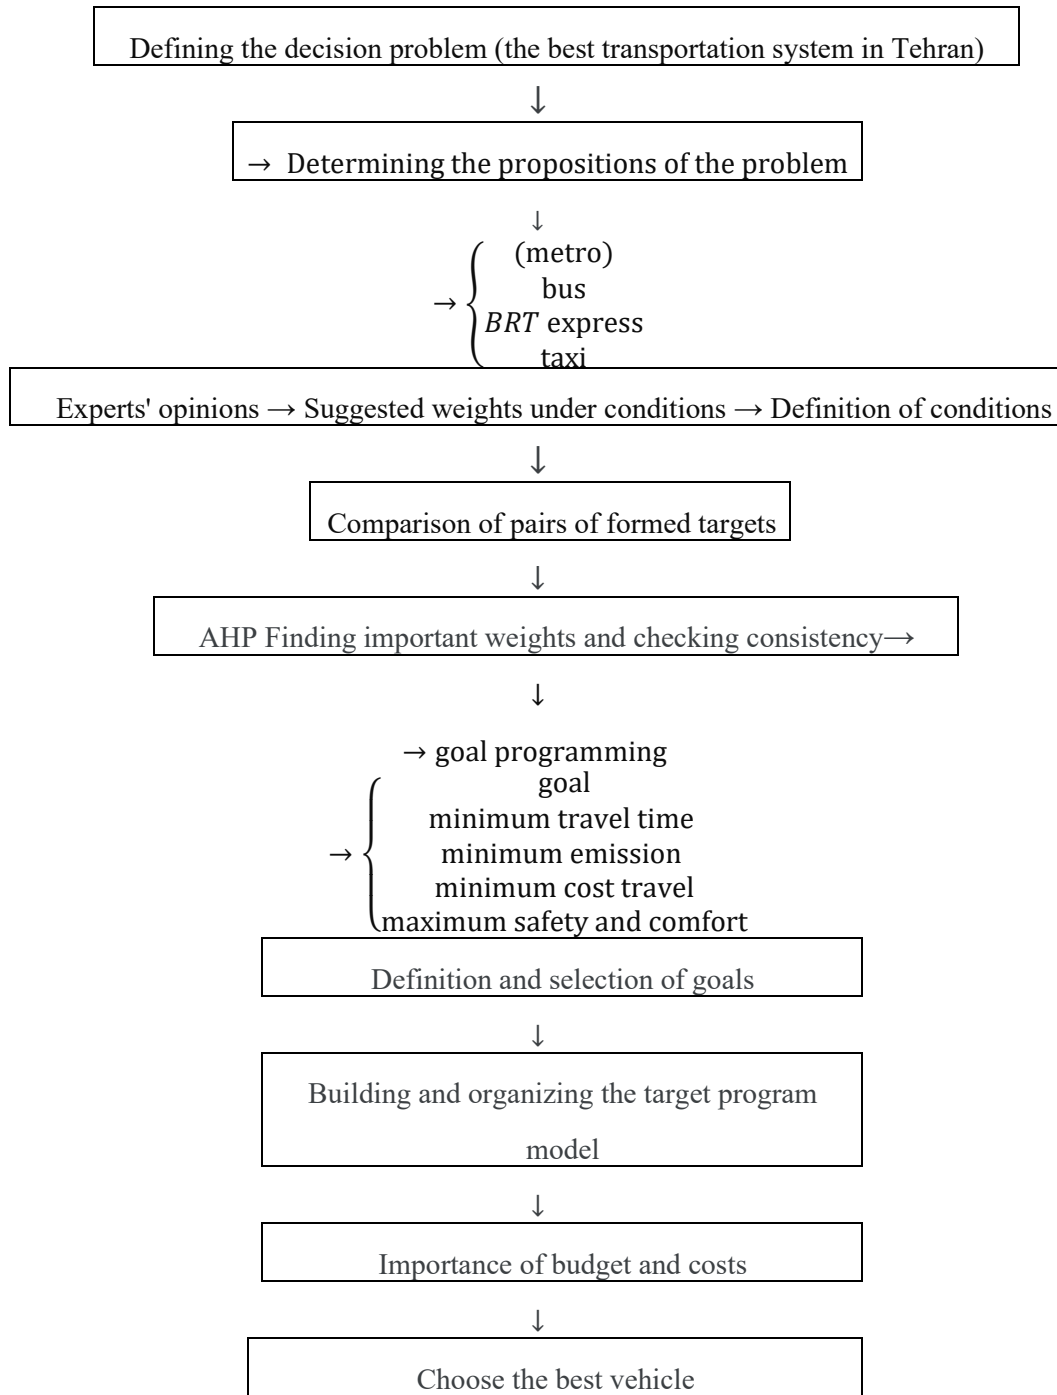 Defining the decision problem (the best transportation system in Tehran)
↓
→ Determining the propositions of the problem
↓
(metro)
bus
→ BRT express
taxi
Experts' opinions → Suggested weights under conditions → Definition of conditions
↓
Comparison of pairs of formed targets
↓
AHP Finding important weights and checking consistency→
↓
→ goal programming
goal
minimum travel time
→ minimum emission
minimum cost travel
maximum safety and comfort
Definition and selection of goals
↓
Building and organizing the target program
model
↓
Importance of budget and costs
↓
Choose the best vehicle